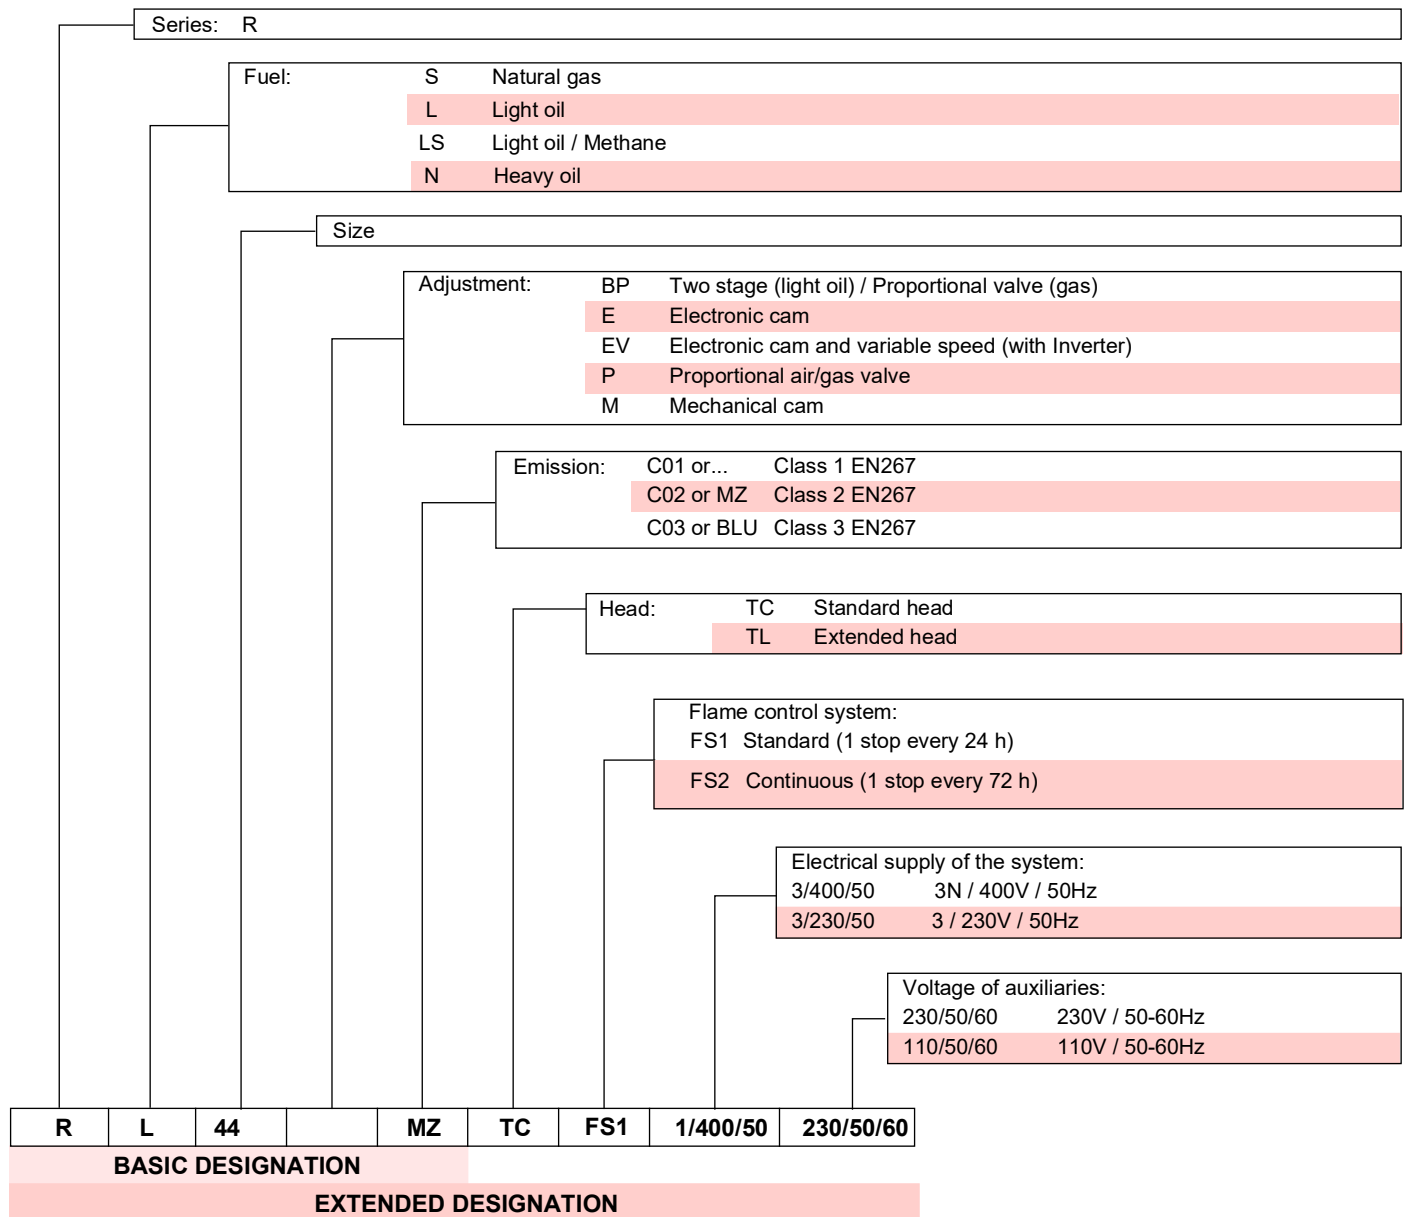 Series: R
Fuel: S Natural gas
L Light oil
LS Light oil / Methane
N Heavy oil
Size
Adjustment: BP Two stage (light oil) / Proportional valve (gas)
E Electronic cam
EV Electronic cam and variable speed (with Inverter)
P Proportional air/gas valve
M Mechanical cam
Emission: C01 or... Class 1 EN267
C02 or MZ Class 2 EN267
C03 or BLU Class 3 EN267
Head: TC Standard head
TL Extended head
Flame control system:
FS1 Standard (1 stop every 24 h)
FS2 Continuous (1 stop every 72 h)
Electrical supply of the system:
3/400/50 3N / 400V / 50Hz
3/230/50 3 / 230V / 50Hz
Voltage of auxiliaries:
230/50/60 230V / 50-60Hz
110/50/60 110V / 50-60Hz
R L 44 MZ TC FS1 1/400/50 230/50/60
BASIC DESIGNATION
EXTENDED DESIGNATION